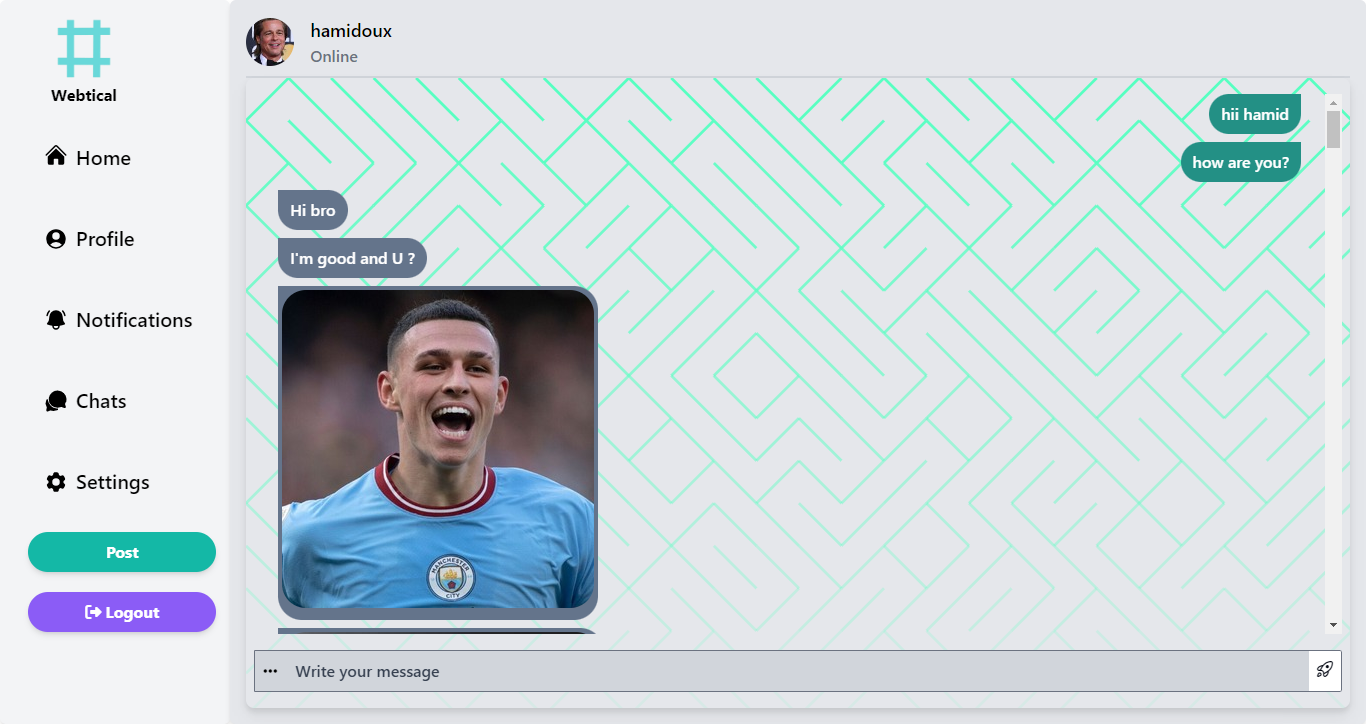 Webtical
Home
Profile
Notifications
Chats
Settings
Post
Logout
hamidoux
Online
hii hamid
how are you?
Hi bro
I'm good and U ?
MANCHESTER
CITY
Write your message